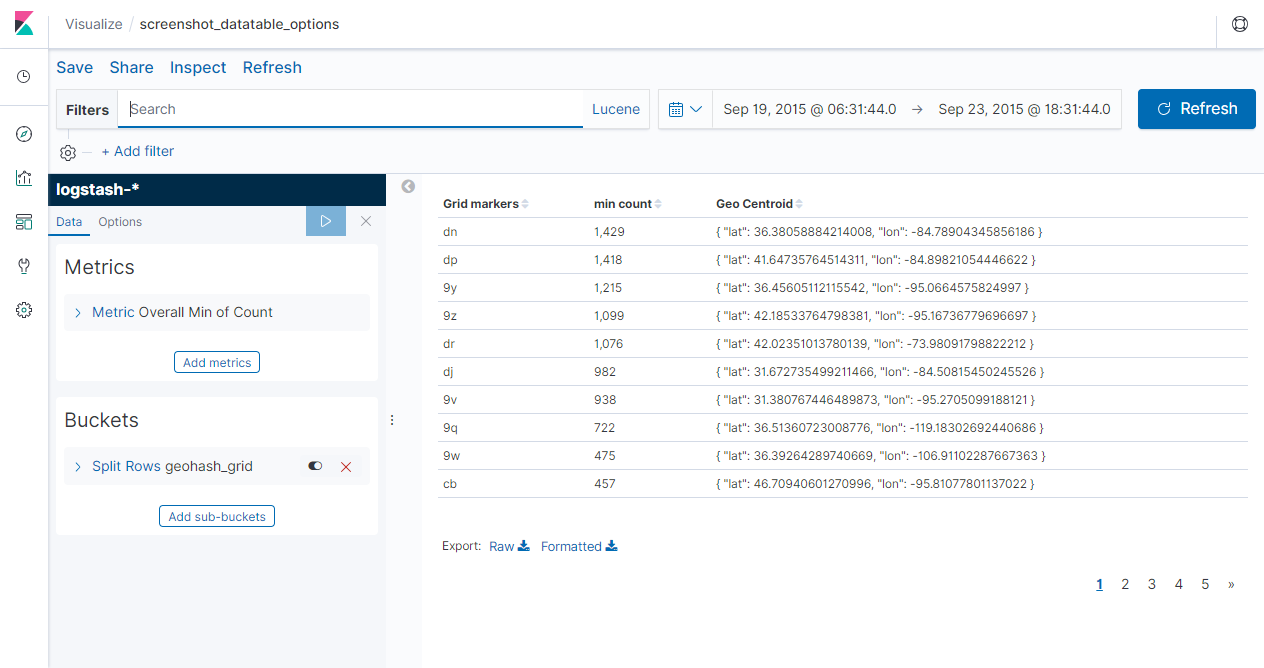 Visualize / screenshot_datatable_options
Save Share Inspect Refresh
Filters Search Lucene Sep 19, 2015 @ 06:31:44.0 → Sep 23, 2015 @ 18:31:44.0 Refresh
+ Add filter
logstash-*
Data Options
Metrics
Metric Overall Min of Count
Add metrics
Buckets
Split Rows geohash_grid
Add sub-buckets
Grid markers min count Geo Centroid
dn 1,429 { "lat": 36.38058884214008, "lon": -84.78904345856186 }
dp 1,418 { "lat": 41.64735764514311, "lon": -84.89821054446622 }
9y 1,215 { "lat": 36.45605112115542, "lon": -95.0664575824997 }
9z 1,099 { "lat": 42.18533764798381, "lon": -95.16736779696697 }
dr 1,076 { "lat": 42.02351013780139, "lon": -73.98091798822212 }
dj 982 { "lat": 31.672735499211466, "lon": -84.50815450245526 }
9v 938 { "lat": 31.380767446489873, "lon": -95.2705099188121 }
9q 722 { "lat": 36.51360723008776, "lon": -119.18302692440686 }
9w 475 { "lat": 36.39264289740669, "lon": -106.91102287667363 }
cb 457 { "lat": 46.70940601270996, "lon": -95.81077801137022 }
Export: Raw Formatted
1 2 3 4 5 »